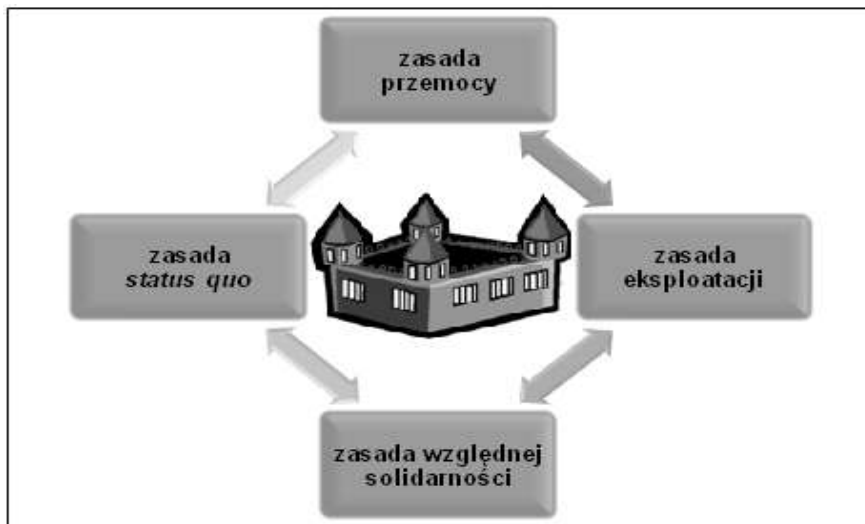 zasada
przemocy
zasada
status quo
zasada
eksploatacji
zasada względnej
solidarności